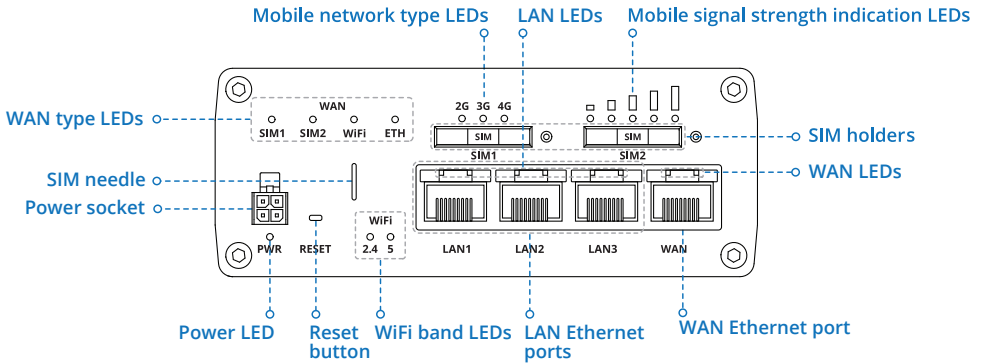 Mobile network type LEDs
LAN LEDs
Mobile signal strength indication LEDs
WAN
2G 3G 4G
WAN type LEDs
SIM1 SIM2 WiFi ETH
SIM
SIM
SIM holders
SIM1
SIM2
WAN LEDs
SIM needle
Power socket
WiFi
2.4 5
PWR
RESET
LAN1
LAN2
LAN3
WAN
Power LED
Reset
button
WiFi band LEDs
LAN Ethernet
ports
WAN Ethernet port